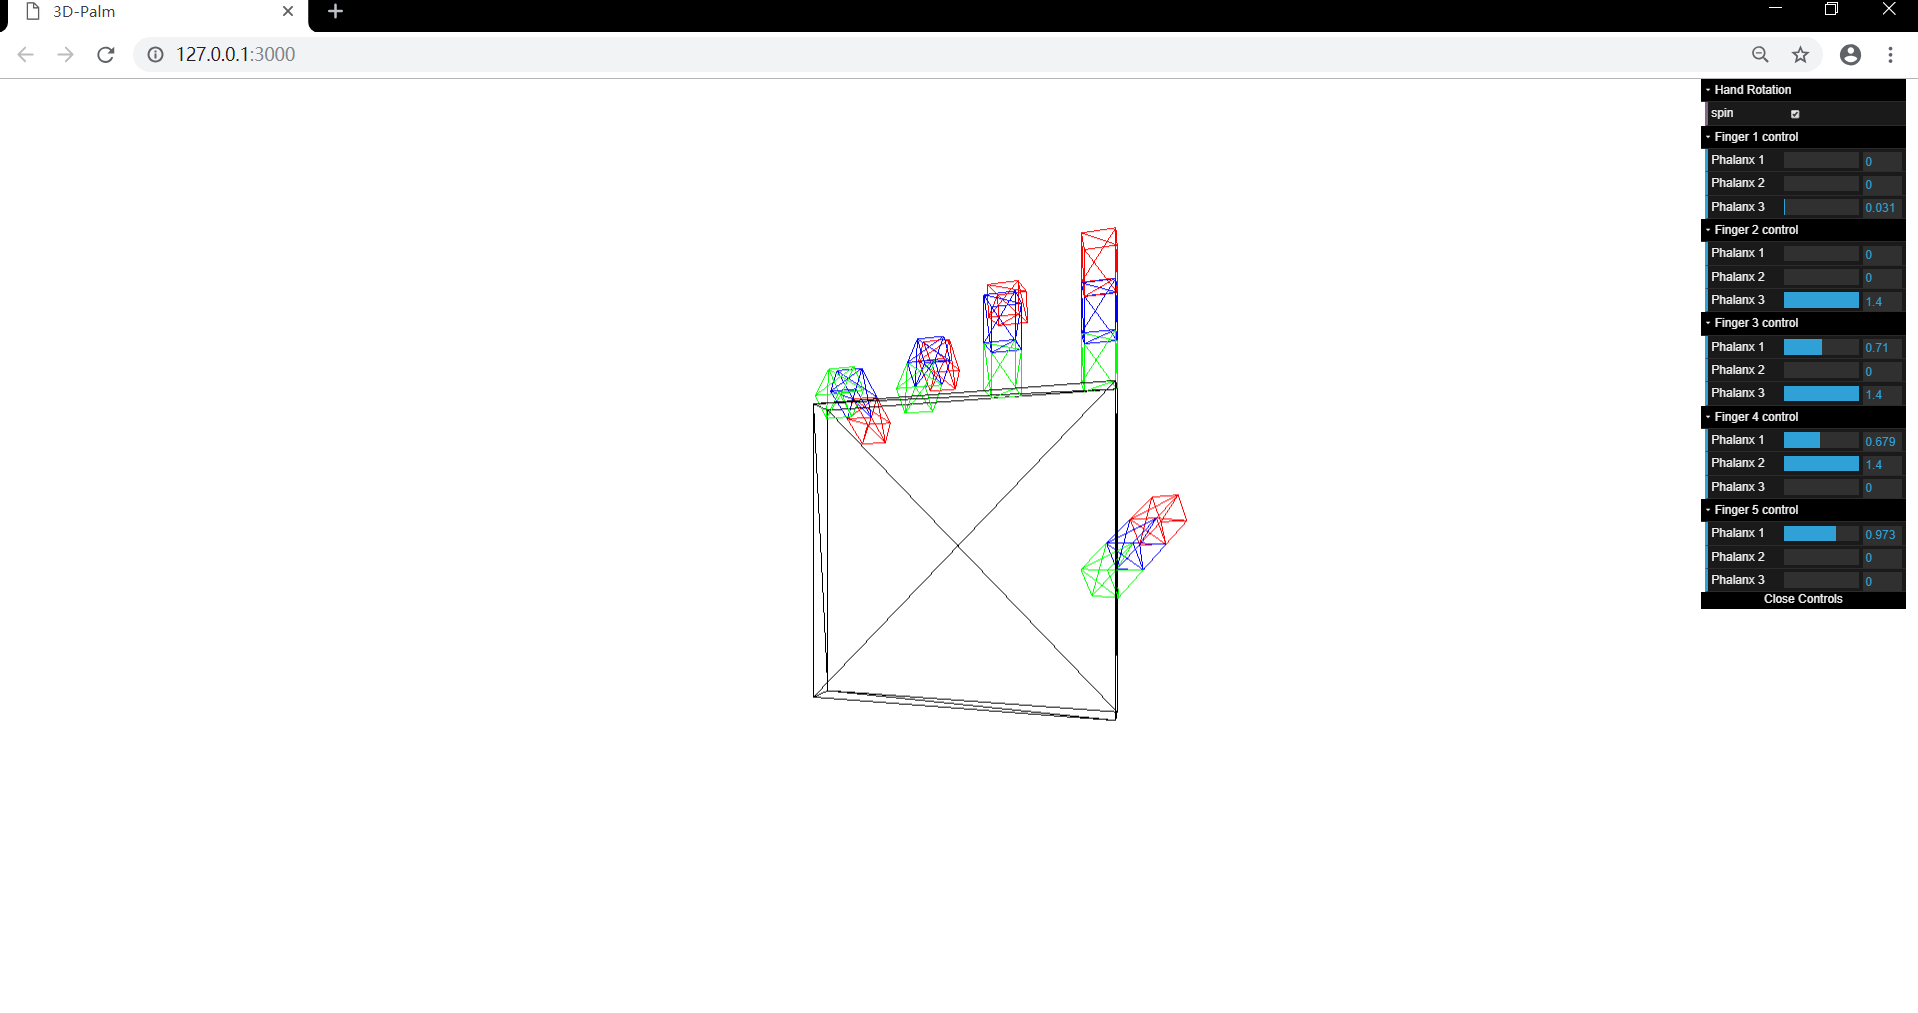 3D-Palm
127.0.0.1:3000
Hand Rotation
spin
Finger 1 control
Phalanx 1 0
Phalanx 2 0
Phalanx 3 0.031
Finger 2 control
Phalanx 1 0
Phalanx 2 0
Phalanx 3 1.4
Finger 3 control
Phalanx 1 0.71
Phalanx 2 0
Phalanx 3 1.4
Finger 4 control
Phalanx 1 0.679
Phalanx 2 1.4
Phalanx 3 0
Finger 5 control
Phalanx 1 0.973
Phalanx 2 0
Phalanx 3 0
Close Controls